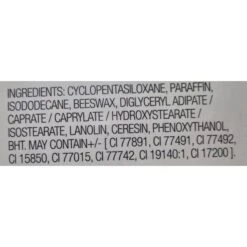 INGREDIENTS: CYCLOPENTASILOXANE, PARAFFIN,
ISODODECANE, BEESWAX, DIGLYCERYL ADIPATE /
CAPRATE / CAPRYLATE / HYDROXYSTEARATE /
ISOSTEARATE, LANOLIN, CERESIN, PHENOXYTHANOL,
BHT. MAY CONTAIN+/- [ CI 77891, CI 77491, CI 77492,
CI 15850, CI 77015, CI 77742, CI 19140:1, CI 17200 ].